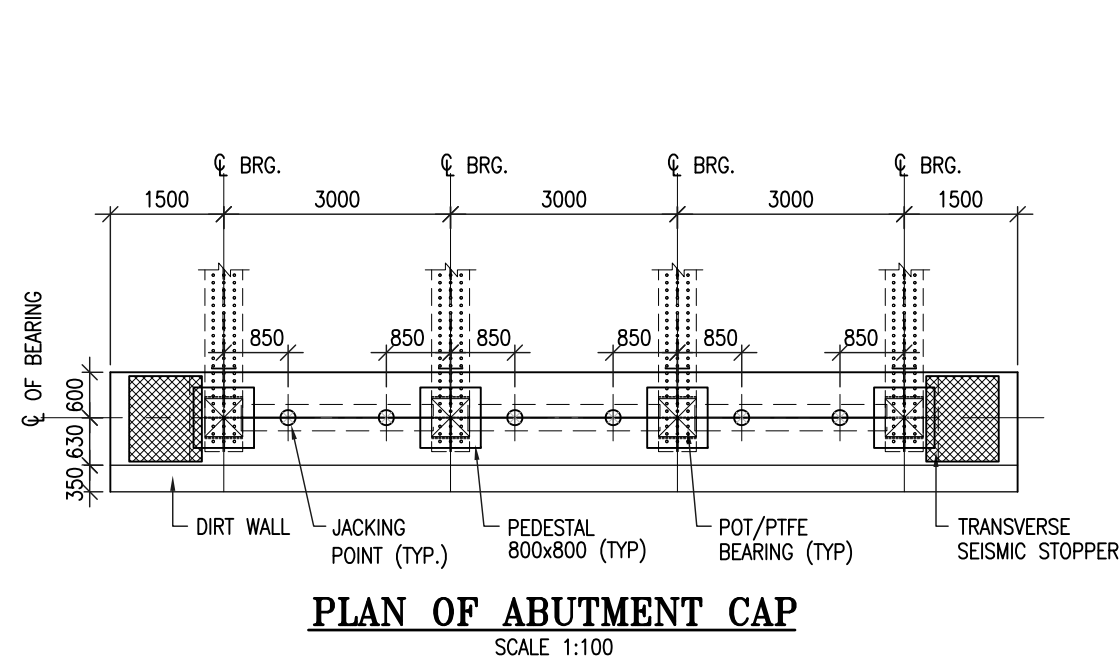 ℄ BRG. ℄ BRG. ℄ BRG. ℄ BRG.
1500 3000 3000 3000 1500
℄ OF BEARING
850 850 850 850 850 850
600
630
350
DIRT WALL
JACKING
POINT (TYP.)
PEDESTAL
800x800 (TYP)
POT/PTFE
BEARING (TYP)
TRANSVERSE
SEISMIC STOPPER
PLAN OF ABUTMENT CAP
SCALE 1:100